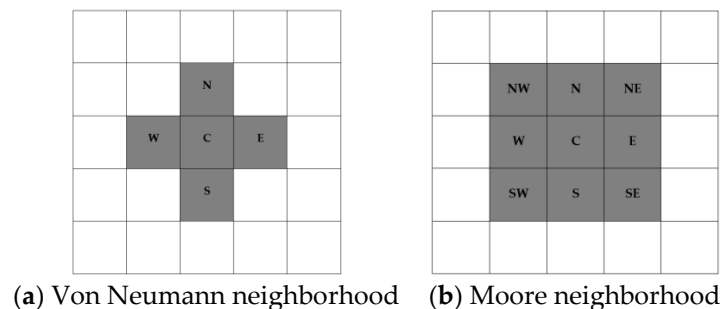 N
W C E
S
(a) Von Neumann neighborhood
NW N NE
W C E
SW S SE
(b) Moore neighborhood